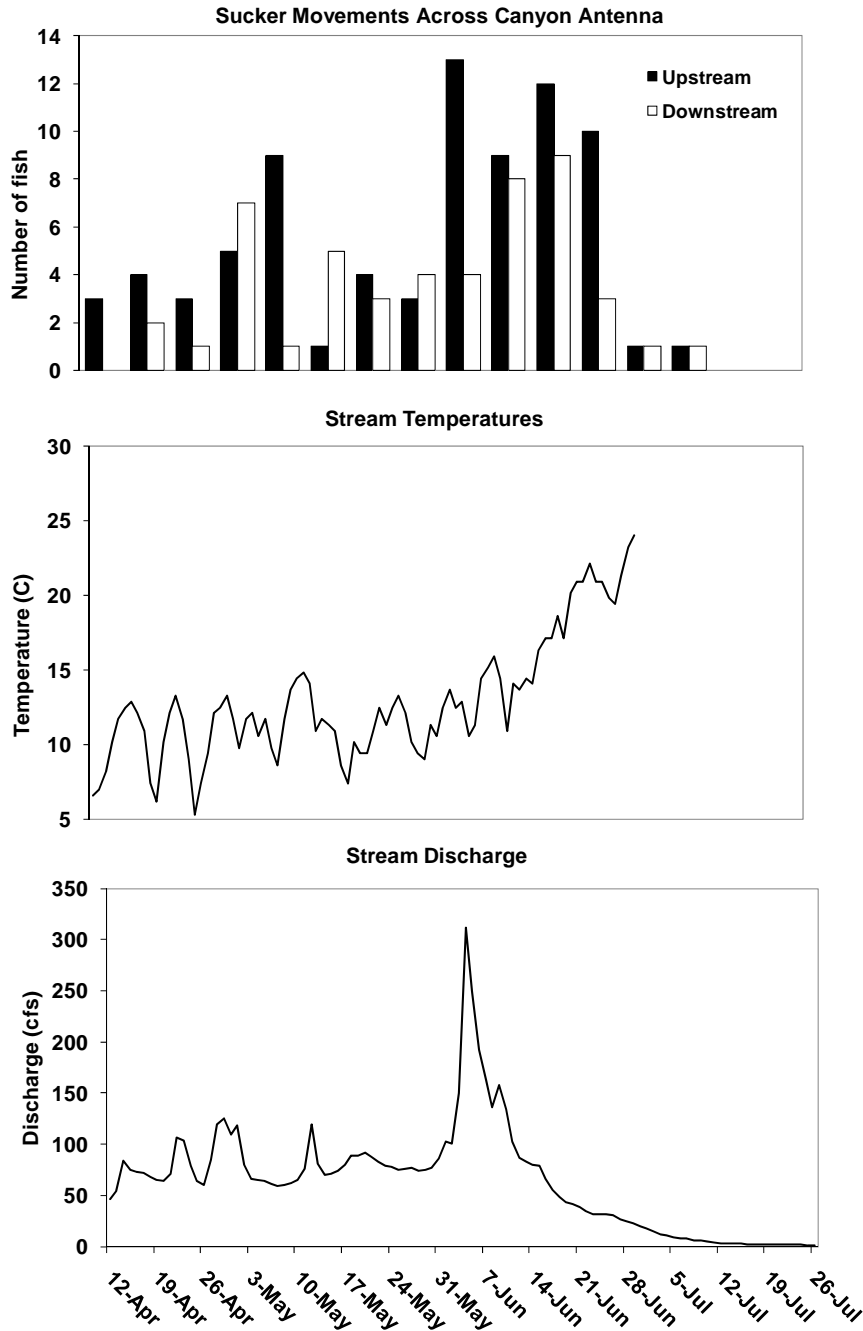 Sucker Movements Across Canyon Antenna
14
12
10
8
6
4
2
0
Number of fish
Upstream
Downstream
Stream Temperatures
30
25
20
15
10
5
Temperature (C)
Stream Discharge
350
300
250
200
150
100
50
0
Discharge (cfs)
12-Apr
19-Apr
26-Apr
3-May
10-May
17-May
24-May
31-May
7-Jun
14-Jun
21-Jun
28-Jun
5-Jul
12-Jul
19-Jul
26-Jul